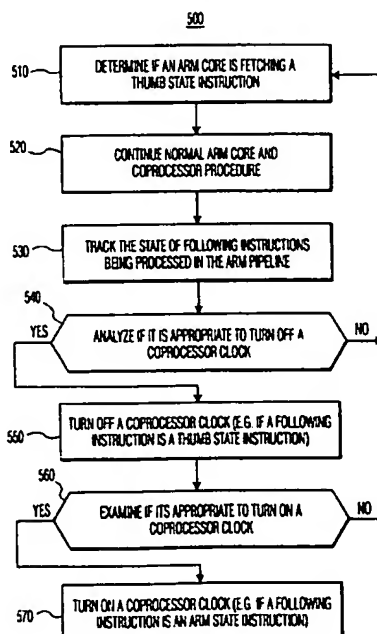 500
510
DETERMINE IF AN ARM CORE IS FETCHING A
THUMB STATE INSTRUCTION
520
CONTINUE NORMAL ARM CORE AND
COPROCESSOR PROCEDURE
530
TRACK THE STATE OF FOLLOWING INSTRUCTIONS
BEING PROCESSED IN THE ARM PIPELINE
540
YES
ANALYZE IF IT IS APPROPRIATE TO TURN OFF A
COPROCESSOR CLOCK
NO
550
TURN OFF A COPROCESSOR CLOCK (E.G. IF A FOLLOWING
INSTRUCTION IS A THUMB STATE INSTRUCTION)
560
YES
EXAMINE IF ITS APPROPRIATE TO TURN ON A
COPROCESSOR CLOCK
NO
570
TURN ON A COPROCESSOR CLOCK (E.G. IF A FOLLOWING
INSTRUCTION IS AN ARM STATE INSTRUCTION)